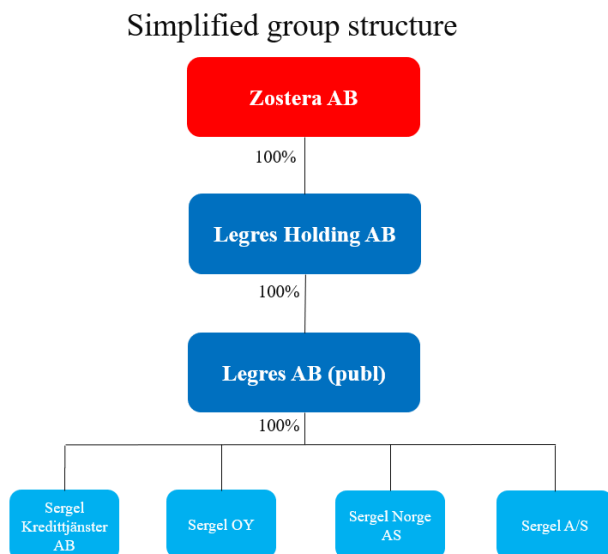 Simplified group structure
Zostera AB
100%
Legres Holding AB
100%
Legres AB (publ)
100%
Sergel
Kredittjänster
AB
Sergel OY
Sergel Norge
AS
Sergel A/S